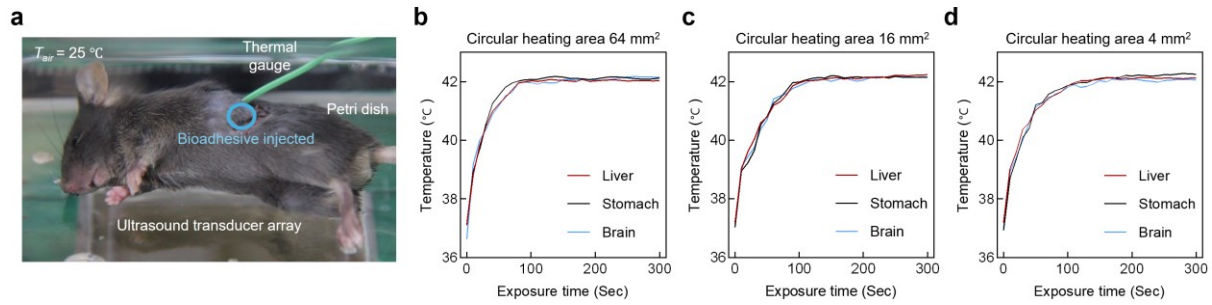 a
T_air = 25 °C
Thermal
gauge
Petri dish
Bioadhesive injected
Ultrasound transducer array
b
Circular heating area 64 mm²
Temperature (°C)
42
40
38
36
Liver
Stomach
Brain
0 100 200 300
Exposure time (Sec)
c
Circular heating area 16 mm²
Temperature (°C)
42
40
38
36
Liver
Stomach
Brain
0 100 200 300
Exposure time (Sec)
d
Circular heating area 4 mm²
Temperature (°C)
42
40
38
36
Liver
Stomach
Brain
0 100 200 300
Exposure time (Sec)